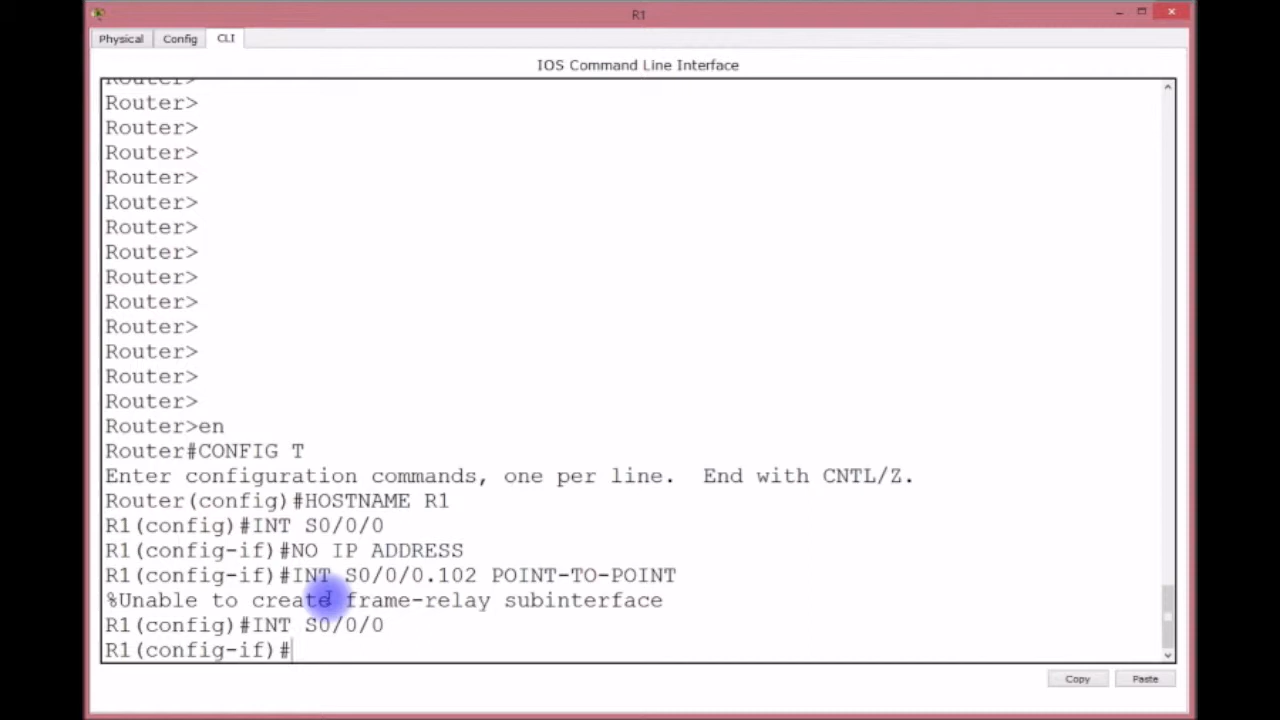 R1
Physical Config CLI
IOS Command Line Interface
Router>
Router>
Router>
Router>
Router>
Router>
Router>
Router>
Router>
Router>
Router>
Router>
Router>
Router>
Router>en
Router#CONFIG T
Enter configuration commands, one per line.  End with CNTL/Z.
Router(config)#HOSTNAME R1
R1(config)#INT S0/0/0
R1(config-if)#NO IP ADDRESS
R1(config-if)#INT S0/0/0.102 POINT-TO-POINT
%Unable to create frame-relay subinterface
R1(config)#INT S0/0/0
R1(config-if)#
Copy Paste